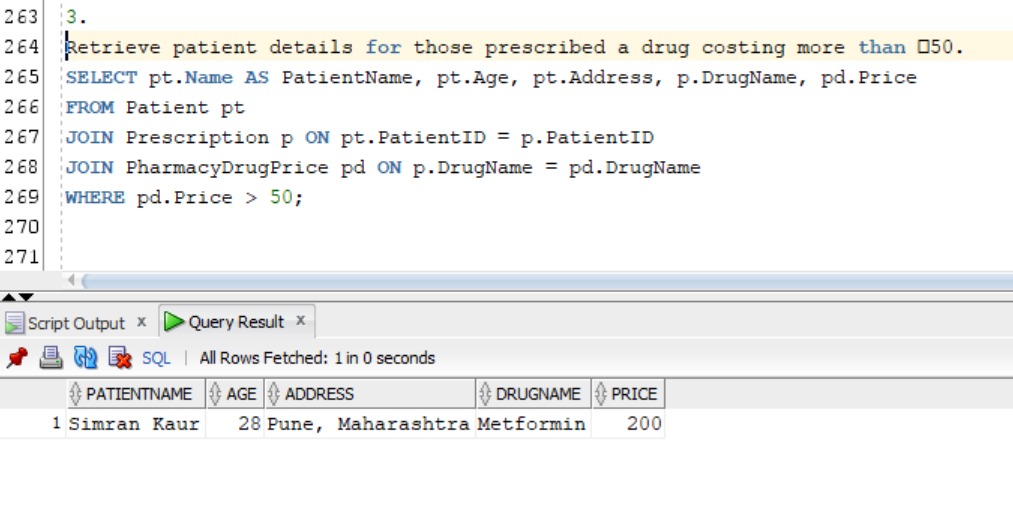 263 3.
264 Retrieve patient details for those prescribed a drug costing more than □50.
265 SELECT pt.Name AS PatientName, pt.Age, pt.Address, p.DrugName, pd.Price
266 FROM Patient pt
267 JOIN Prescription p ON pt.PatientID = p.PatientID
268 JOIN PharmacyDrugPrice pd ON p.DrugName = pd.DrugName
269 WHERE pd.Price > 50;
270
271
Script Output x Query Result x
SQL | All Rows Fetched: 1 in 0 seconds
PATIENTNAME AGE ADDRESS DRUGNAME PRICE
1 Simran Kaur 28 Pune, Maharashtra Metformin 200